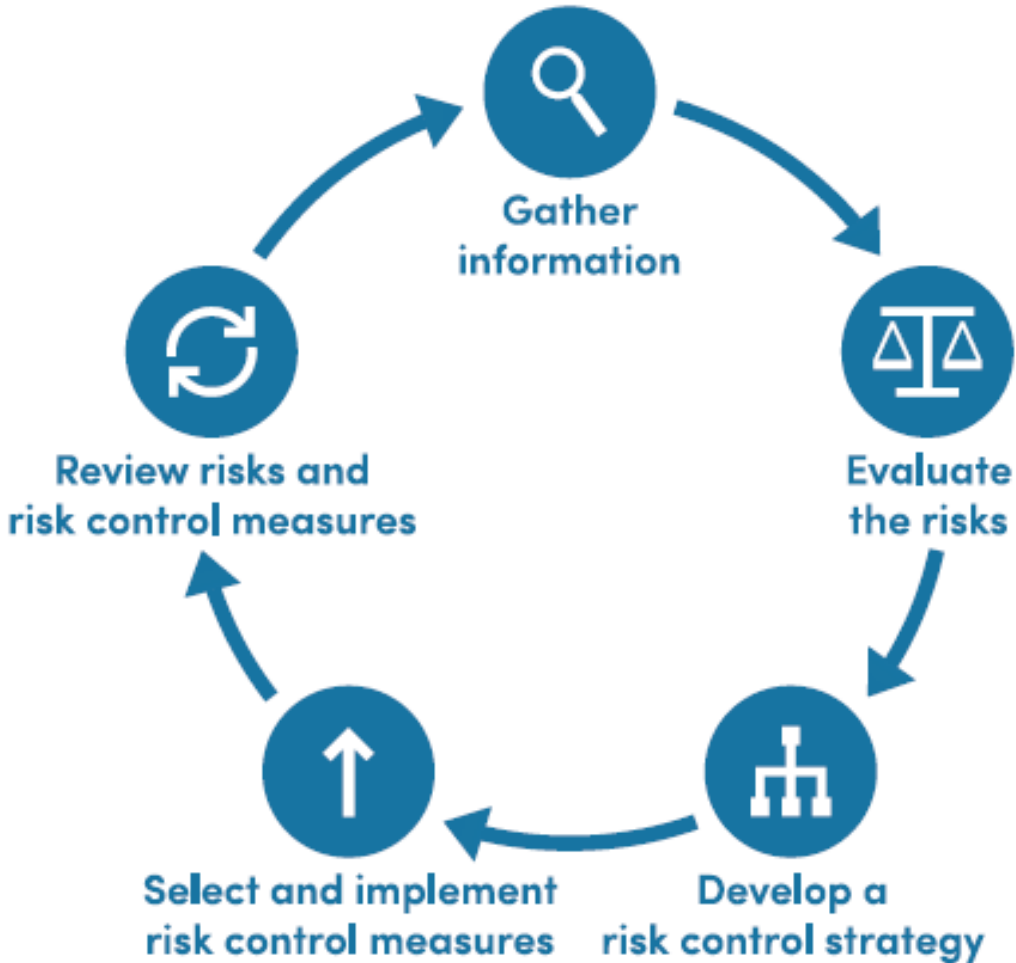 Gather
information
Evaluate
the risks
Develop a
risk control strategy
Select and implement
risk control measures
Review risks and
risk control measures